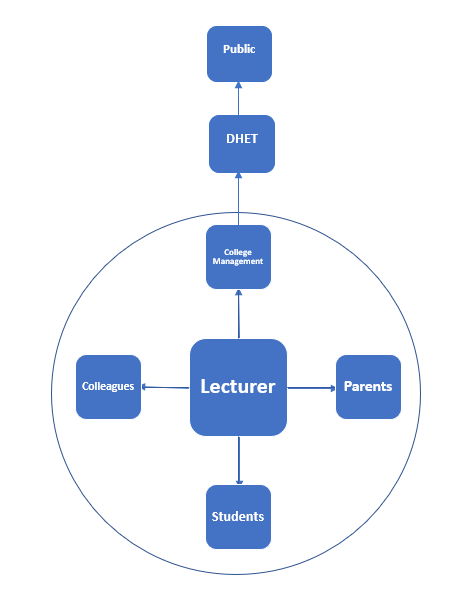 Public
DHET
College
Management
Colleagues
Lecturer
Parents
Students